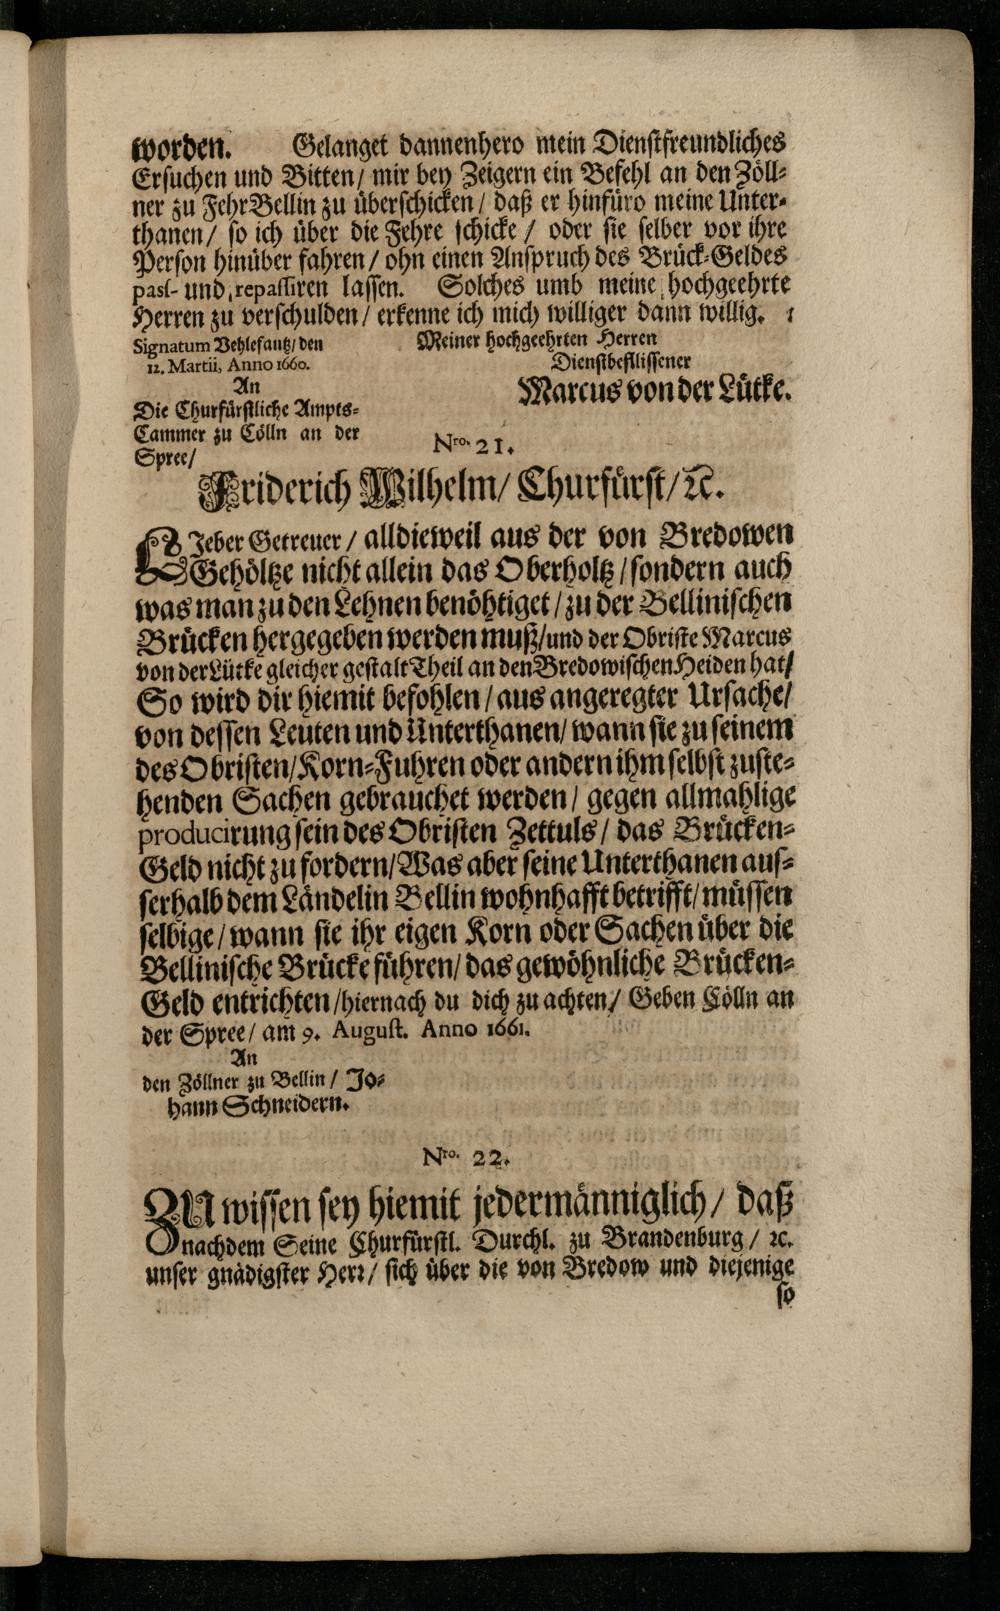 worden. Gelanget dannenhero mein Dienstfreundliches
Ersuchen und Bitten/ mir bey Zeigern ein Befehl an den Zöll-
ner zu FehrBellin zu überschicken/ daß er hinfüro meine Unter-
thanen/ so ich über die Fehre schicke/ oder sie selber vor ihre
Person hinüber fahren/ ohn einen Anspruch des Brück-Geldes
pass- und repassiren lassen. Solches umb meine hochgeehrte
Herren zu verschulden/ erkenne ich mich williger dann willig.
Signatum Vehlefantz/ den
12. Martii, Anno 1660.
Meiner hochgeehrten Herren
Dienstbefllissener
Marcus von der Lütke.
An
Die Churfürstliche Ampts-
Cammer zu Cölln an der
Spree/
Nro. 21.
Friderich Wilhelm/ Churfürst/ ꝛc.
LIeber Getreuer/ alldieweil aus der von Bredowen
Gehöltze nicht allein das Oberholtz/ sondern auch
was man zu den Lehnen benöhtiget/ zu der Bellinischen
Brücken hergegeben werden muß/ und der Obriste Marcus
von der Lütke gleicher gestalt Theil an den Bredowischen Heiden hat/
So wird dir hiemit befohlen/ aus angeregter Ursache/
von dessen Leuten und Unterthanen/ wann sie zu seinem
des Obristen/ Korn-Fuhren oder andern ihm selbst zuste-
henden Sachen gebrauchet werden/ gegen allmahlige
producirung sein des Obristen Zettuls/ das Brücken-
Geld nicht zu fordern/ Was aber seine Unterthanen aus-
serhalb dem Ländelin Bellin wohnhafft betrifft/ müssen
selbige/ wann sie ihr eigen Korn oder Sachen über die
Bellinische Brücke führen/ das gewöhnliche Brücken-
Geld entrichten/ hiernach du dich zu achten/ Geben Cölln an
der Spree/ am 9. August. Anno 1661.
An
den Zöllner zu Bellin/ Jo-
hann Schneidern.
Nro. 22.
ZU wissen sey hiemit jedermänniglich/ daß
nachdem Seine Churfürstl. Durchl. zu Brandenburg/ ꝛc.
unser gnädigster Herꝛ/ sich über die von Bredow und diejenige
so